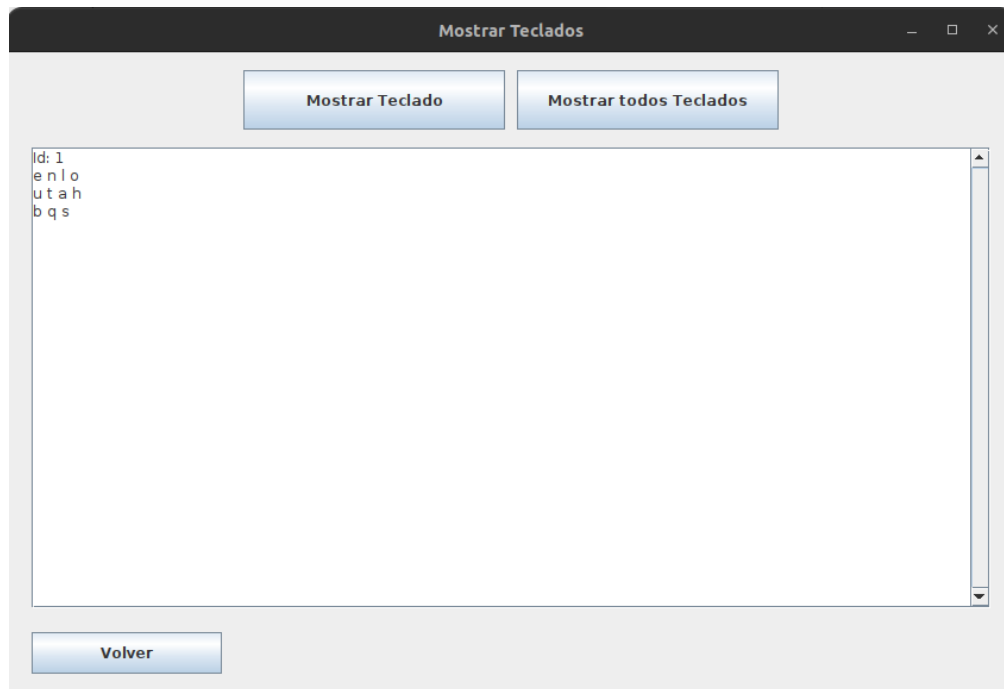 Mostrar Teclados
Mostrar Teclado
Mostrar todos Teclados
Id: 1
e n l o
u t a h
b q s
Volver